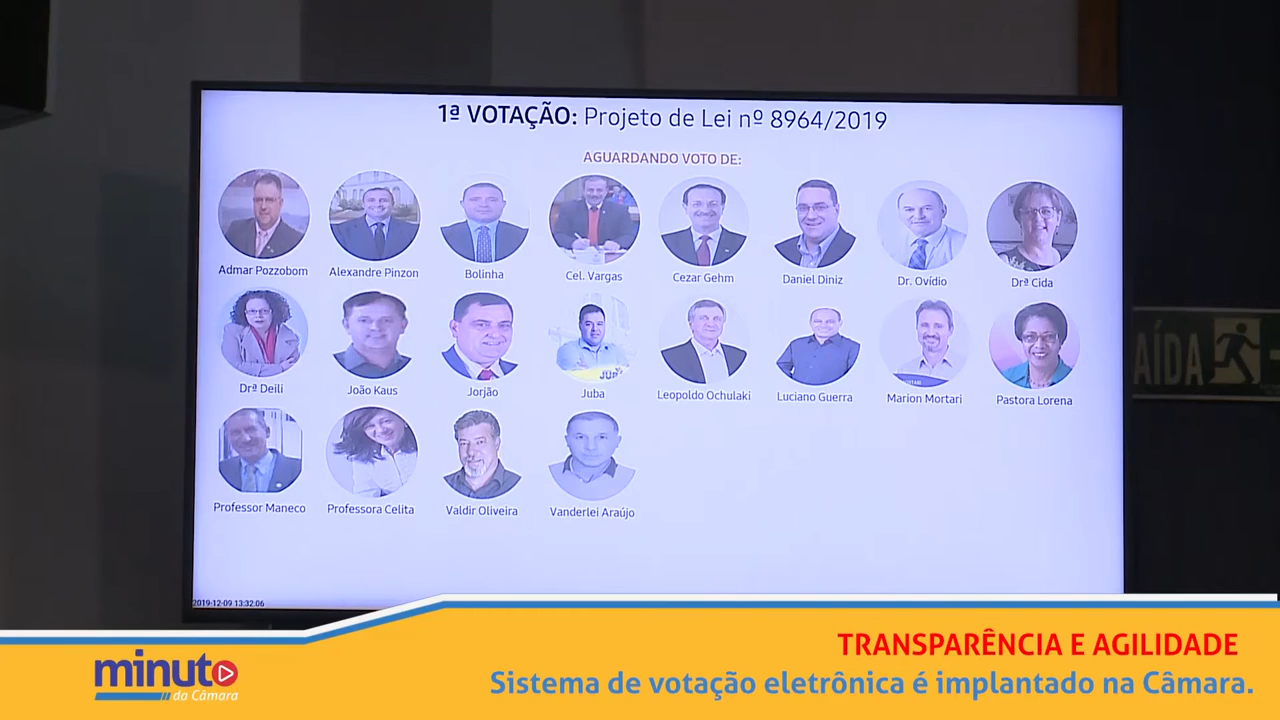 1ª VOTAÇÃO: Projeto de Lei nº 8964/2019
AGUARDANDO VOTO DE:
Admar Pozzobom Alexandre Pinzon Bolinha Cel. Vargas Cezar Gehm Daniel Diniz Dr. Ovídio Drª Cida
Drª Deili João Kaus Jorjão Juba Leopoldo Ochulaki Luciano Guerra Marion Mortari Pastora Lorena
Professor Maneco Professora Celita Valdir Oliveira Vanderlei Araújo
2019-12-09 13:32:06
AÍDA
TRANSPARÊNCIA E AGILIDADE
Sistema de votação eletrônica é implantado na Câmara.
minuto
da Câmara